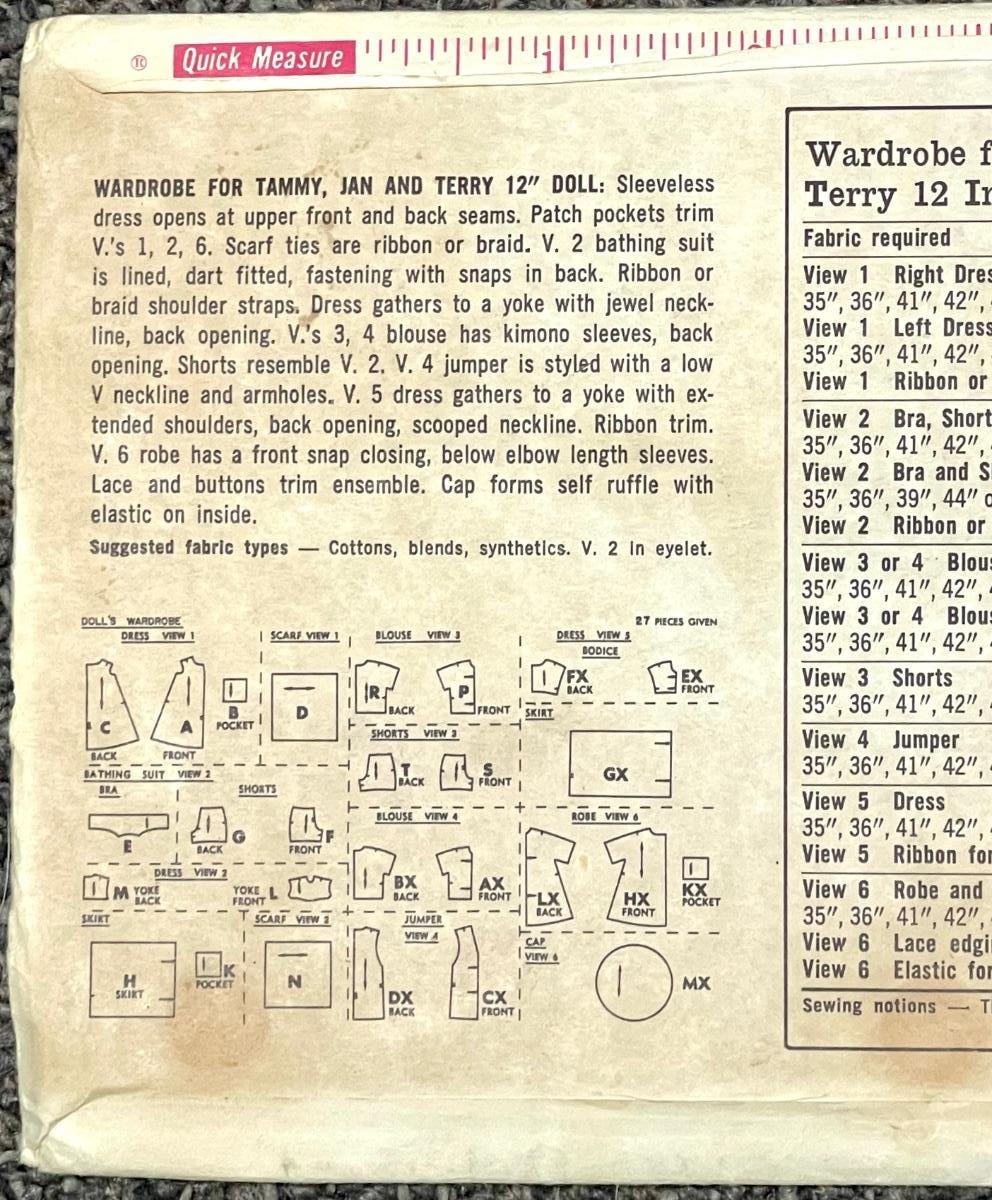 ® Quick Measure
1
WARDROBE FOR TAMMY, JAN AND TERRY 12″ DOLL: Sleeveless
dress opens at upper front and back seams. Patch pockets trim
V.'s 1, 2, 6. Scarf ties are ribbon or braid. V. 2 bathing suit
is lined, dart fitted, fastening with snaps in back. Ribbon or
braid shoulder straps. Dress gathers to a yoke with jewel neck-
line, back opening. V.'s 3, 4 blouse has kimono sleeves, back
opening. Shorts resemble V. 2. V. 4 jumper is styled with a low
V neckline and armholes. V. 5 dress gathers to a yoke with ex-
tended shoulders, back opening, scooped neckline. Ribbon trim.
V. 6 robe has a front snap closing, below elbow length sleeves.
Lace and buttons trim ensemble. Cap forms self ruffle with
elastic on inside.
Suggested fabric types — Cottons, blends, synthetics. V. 2 in eyelet.
DOLL'S WARDROBE
27 PIECES GIVEN
DRESS VIEW 1
C
BACK
A
FRONT
B
POCKET
SCARF VIEW 1
D
BLOUSE VIEW 3
R
BACK
P
FRONT
DRESS VIEW 5
BODICE
FX
BACK
EX
FRONT
SKIRT
GX
SHORTS VIEW 3
T
BACK
S
FRONT
BATHING SUIT VIEW 2
BRA
E
SHORTS
G
BACK
F
FRONT
BLOUSE VIEW 4
BX
BACK
AX
FRONT
ROBE VIEW 6
LX
BACK
HX
FRONT
KX
POCKET
DRESS VIEW 2
M YOKE
BACK
YOKE
FRONT L
SKIRT
H
SKIRT
K
POCKET
SCARF VIEW 2
N
JUMPER
VIEW 4
DX
BACK
CX
FRONT
CAP
VIEW 6
MX
Wardrobe f
Terry 12 In
Fabric required
View 1 Right Dres
35″, 36″, 41″, 42″,
View 1 Left Dress
35″, 36″, 41″, 42″,
View 1 Ribbon or
View 2 Bra, Short
35″, 36″, 41″, 42″,
View 2 Bra and S
35″, 36″, 39″, 44″ o
View 2 Ribbon or
View 3 or 4 Blous
35″, 36″, 41″, 42″,
View 3 or 4 Blous
35″, 36″, 41″, 42″,
View 3 Shorts
35″, 36″, 41″, 42″,
View 4 Jumper
35″, 36″, 41″, 42″,
View 5 Dress
35″, 36″, 41″, 42″,
View 5 Ribbon for
View 6 Robe and
35″, 36″, 41″, 42″,
View 6 Lace edgi
View 6 Elastic for
Sewing notions — T